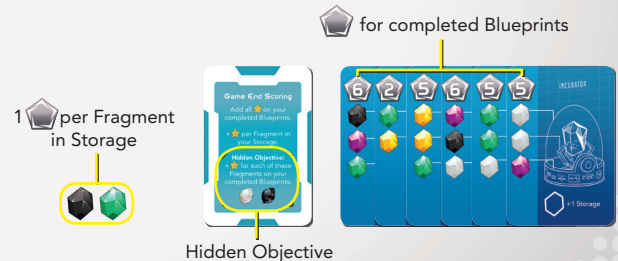 for completed Blueprints
1 per Fragment
in Storage
Game End Scoring
Add all on your
completed Blueprints.
+ per Fragment in
your Storage.
Hidden Objective:
+ for each of these
Fragments on your
completed Blueprints:
6 2 5 6 5 5
INCUBATOR
+1 Storage
Hidden Objective